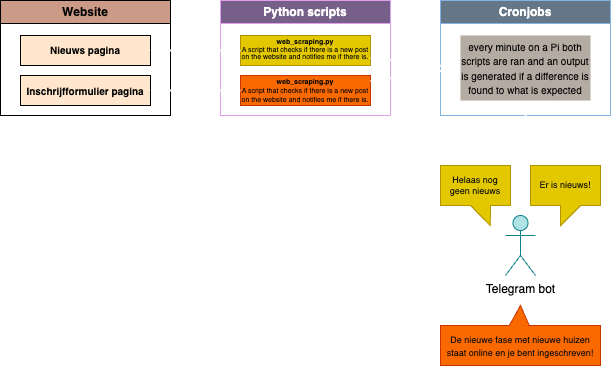 Website
Nieuws pagina
Inschrijfformulier pagina
Python scripts
web_scraping.py
A script that checks if there is a new post
on the website and notifies me if there is.
web_scraping.py
A script that checks if there is a new post
on the website and notifies me if there is.
Cronjobs
every minute on a Pi both
scripts are ran and an output
is generated if a difference is
found to what is expected
Helaas nog
geen nieuws
Er is nieuws!
Telegram bot
De nieuwe fase met nieuwe huizen
staat online en je bent ingeschreven!